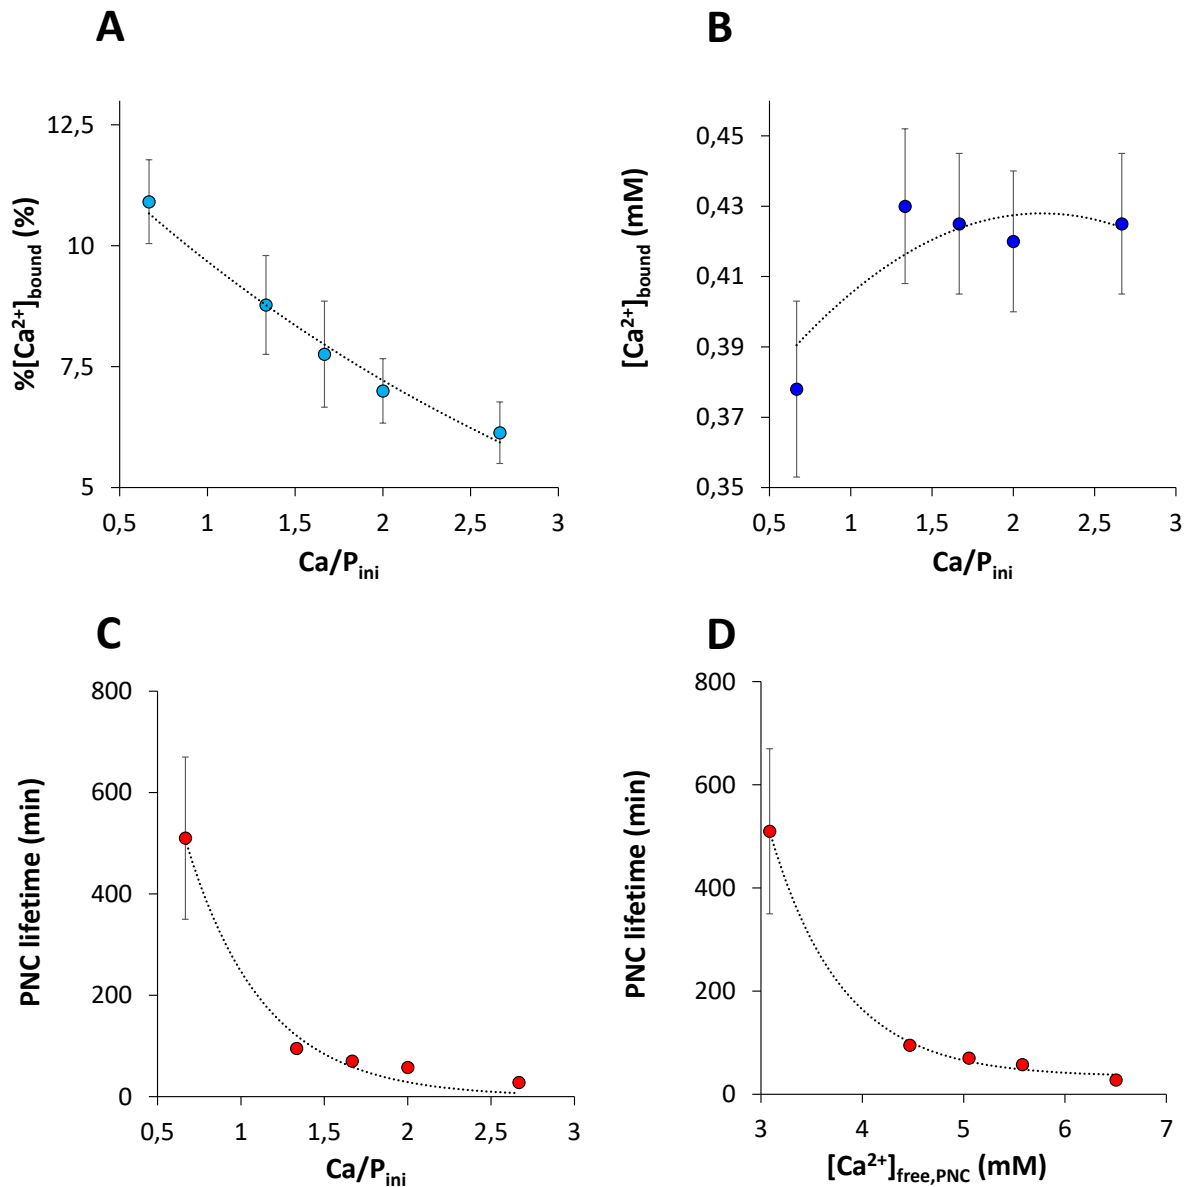 A
%[Ca²⁺]bound (%)
12,5
10
7,5
5
0,5 1 1,5 2 2,5 3
Ca/Pini
B
[Ca²⁺]bound (mM)
0,45
0,43
0,41
0,39
0,37
0,35
0,5 1 1,5 2 2,5 3
Ca/Pini
C
PNC lifetime (min)
800
600
400
200
0
0,5 1 1,5 2 2,5 3
Ca/Pini
D
PNC lifetime (min)
800
600
400
200
0
3 4 5 6 7
[Ca²⁺]free,PNC (mM)